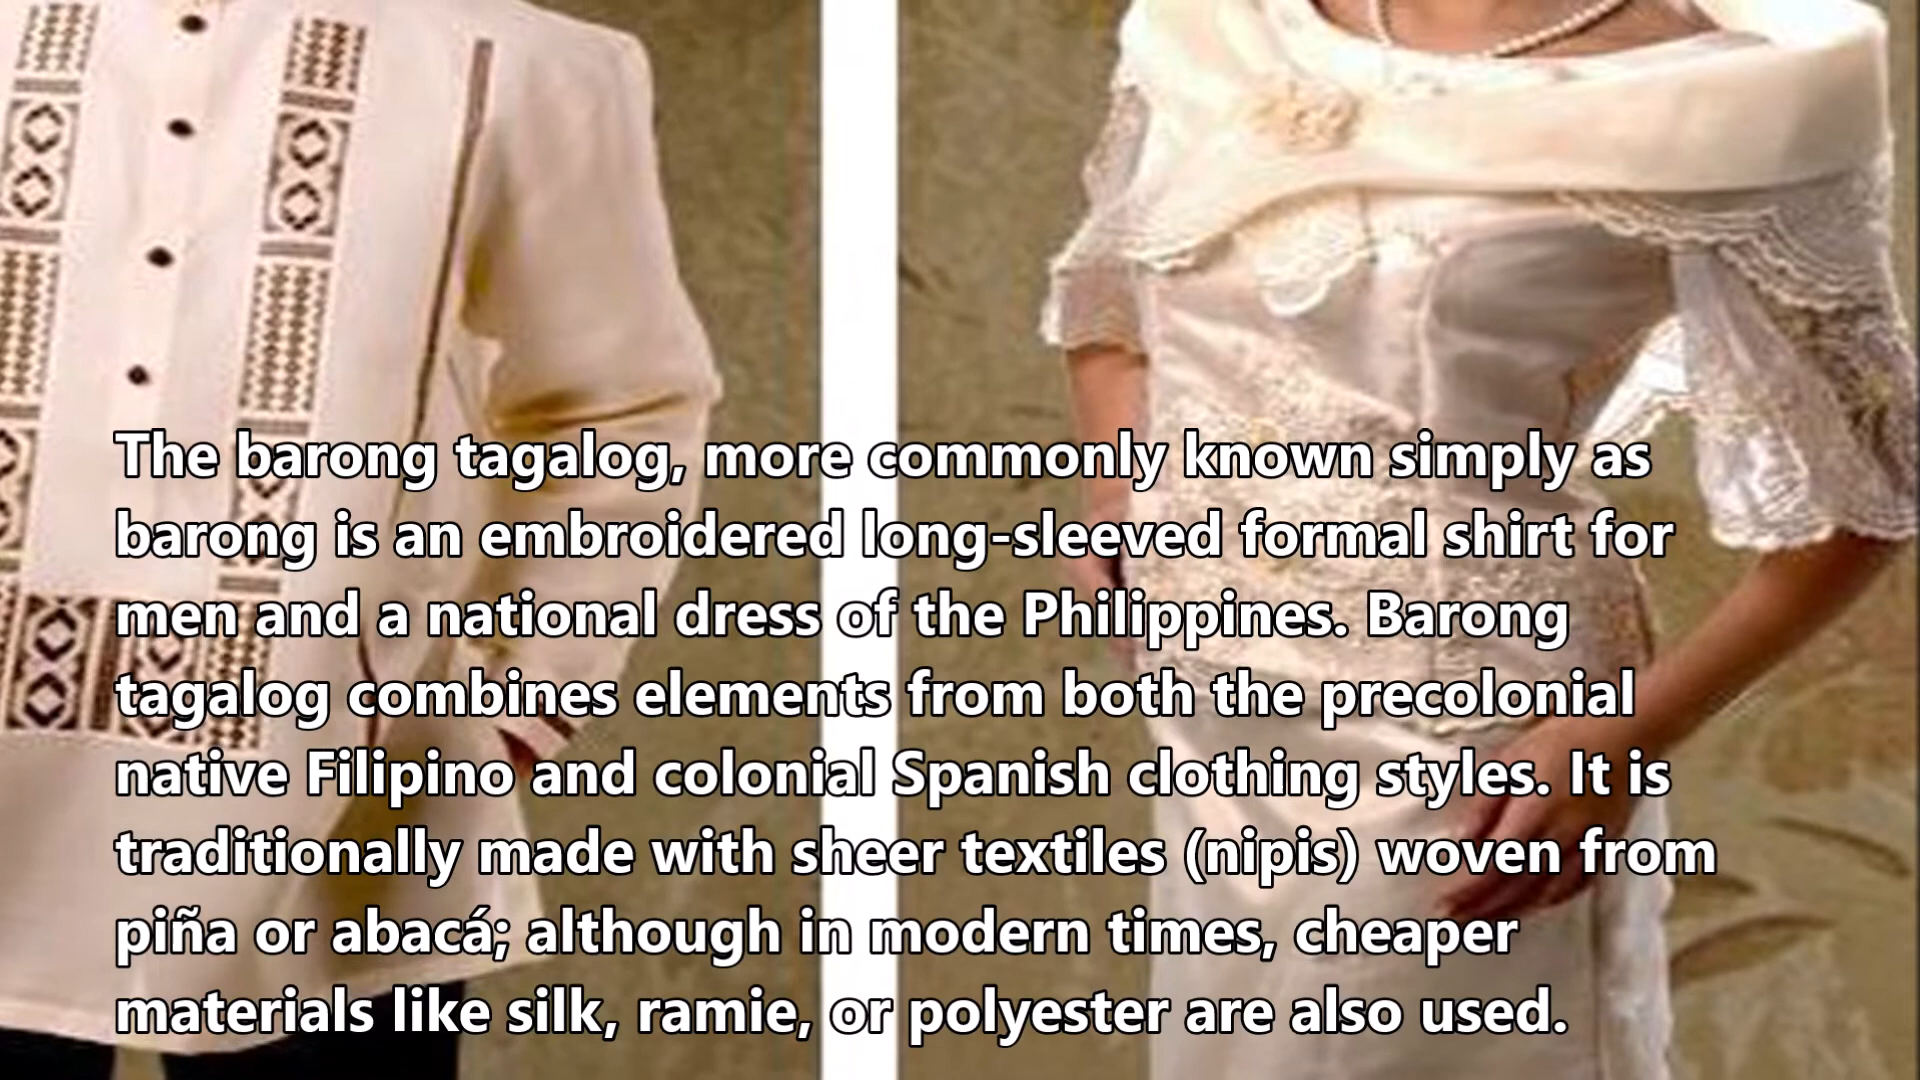 The barong tagalog, more commonly known simply as
barong is an embroidered long-sleeved formal shirt for
men and a national dress of the Philippines. Barong
tagalog combines elements from both the precolonial
native Filipino and colonial Spanish clothing styles. It is
traditionally made with sheer textiles (nipis) woven from
piña or abacá; although in modern times, cheaper
materials like silk, ramie, or polyester are also used.